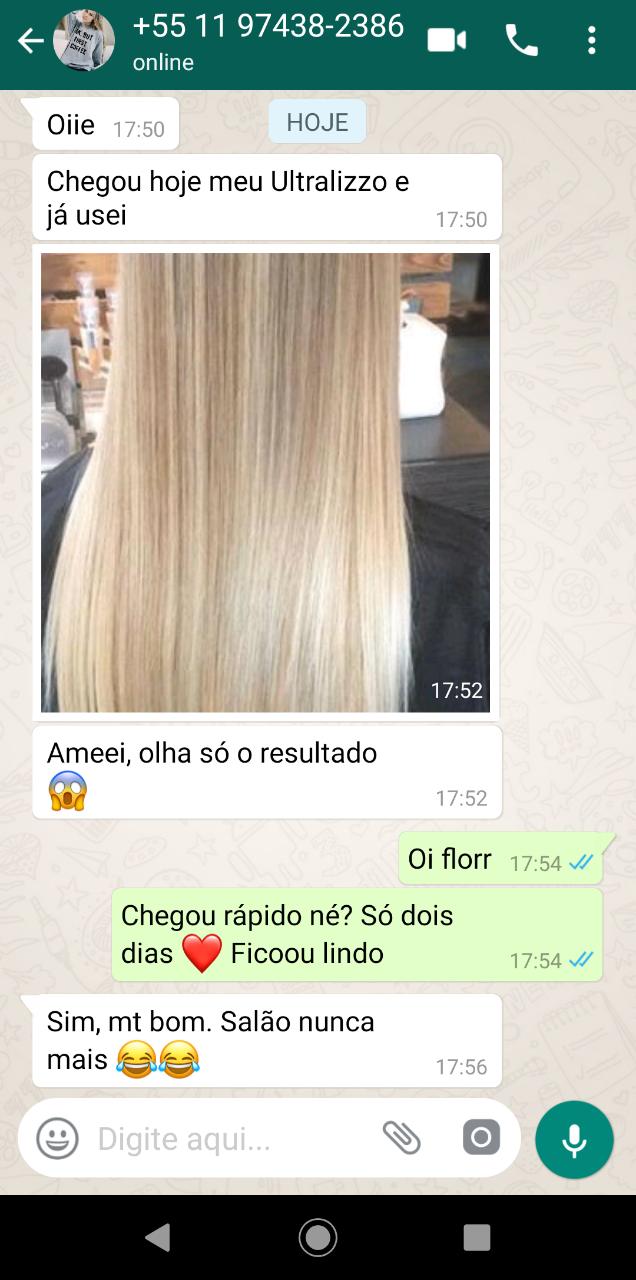 +55 11 97438-2386
online
Oiie 17:50
HOJE
Chegou hoje meu Ultralizzo e
já usei 17:50
17:52
Ameei, olha só o resultado
😱 17:52
Oi florr 17:54
Chegou rápido né? Só dois
dias ❤️ Ficoou lindo 17:54
Sim, mt bom. Salão nunca
mais 😂😂 17:56
Digite aqui...